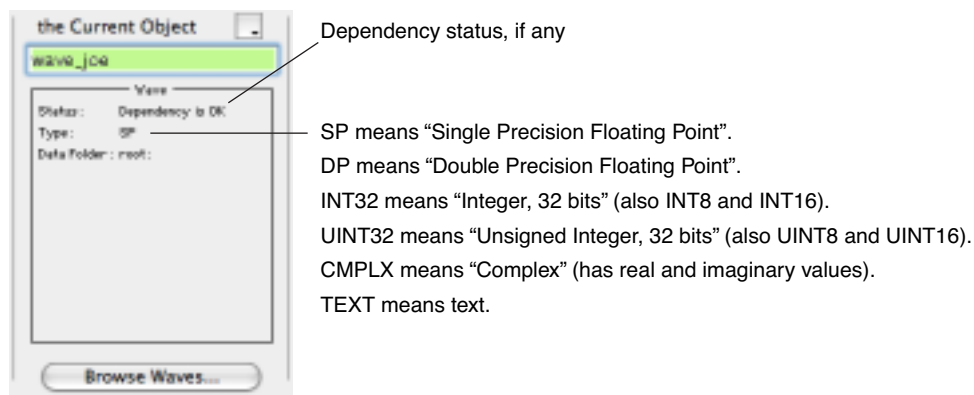 the Current Object
Dependency status, if any
wave_joe
Wave
Status: Dependency is OK
Type: SP
SP means “Single Precision Floating Point”.
Data Folder: root:
DP means “Double Precision Floating Point”.
INT32 means “Integer, 32 bits” (also INT8 and INT16).
UINT32 means “Unsigned Integer, 32 bits” (also UINT8 and UINT16).
CMPLX means “Complex” (has real and imaginary values).
TEXT means text.
Browse Waves...